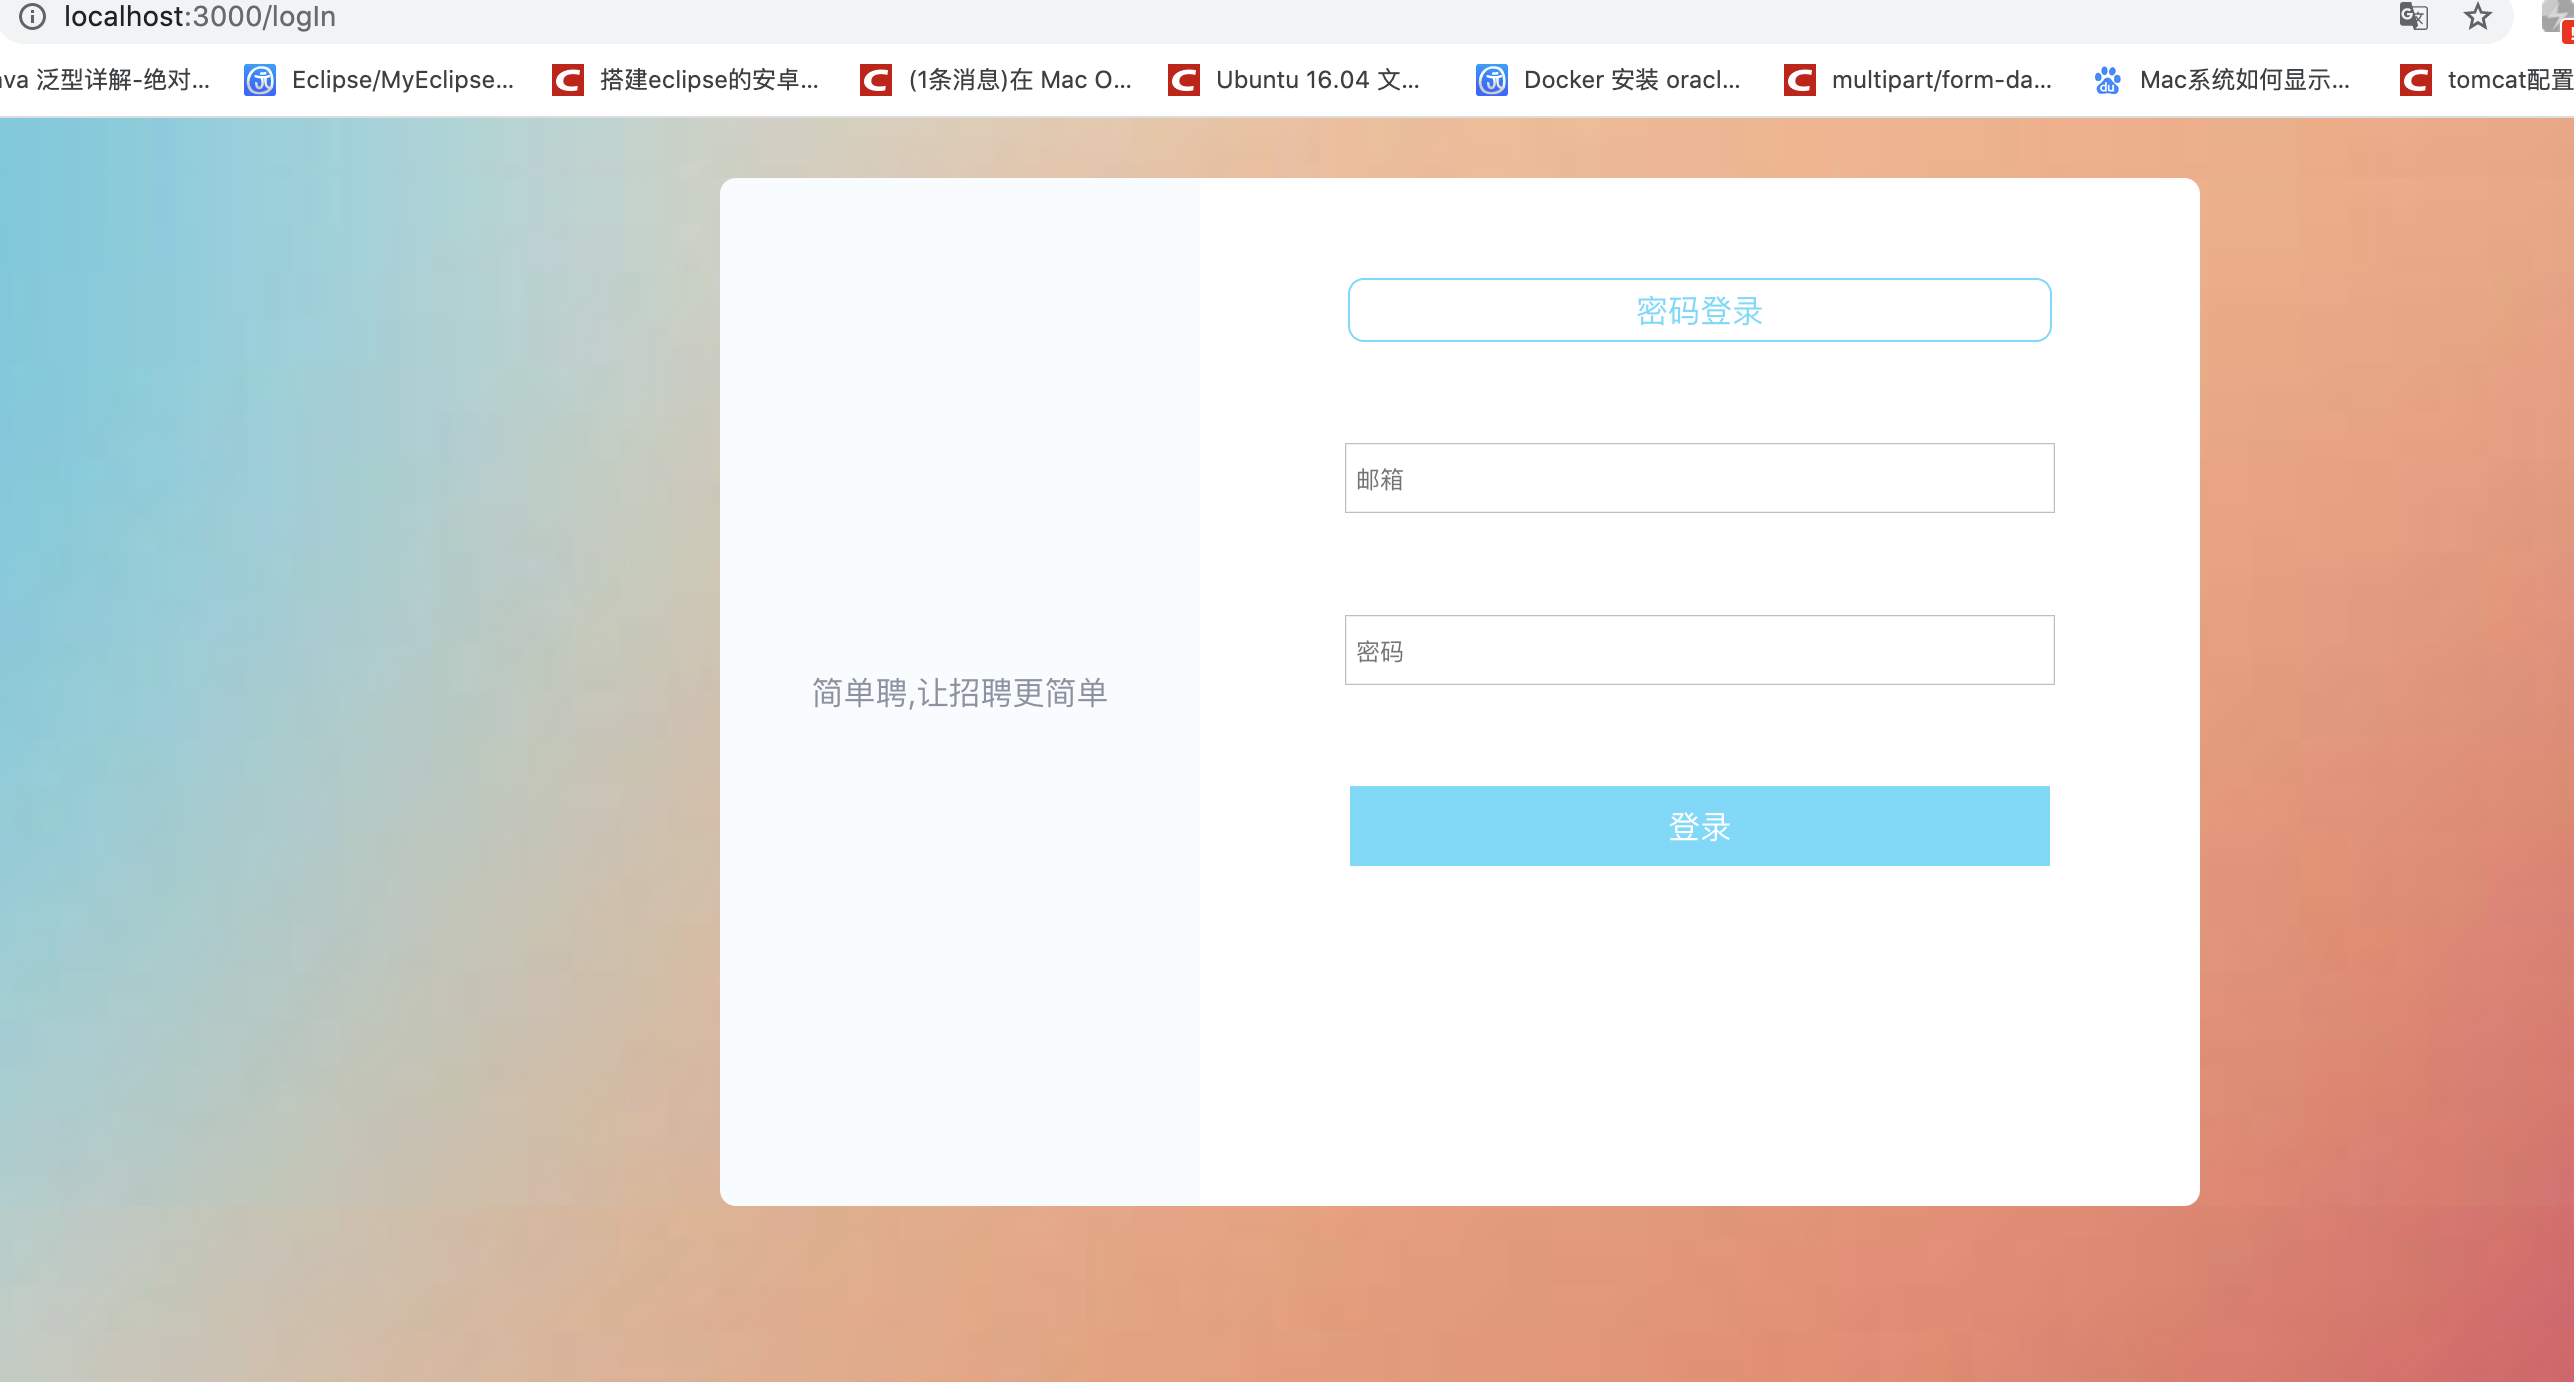 localhost:3000/logIn
va 泛型详解-绝对... Eclipse/MyEclipse... 搭建eclipse的安卓... (1条消息)在 Mac O... Ubuntu 16.04 文... Docker 安装 oracl... multipart/form-da... Mac系统如何显示... tomcat配置
密码登录
邮箱
密码
简单聘,让招聘更简单
登录